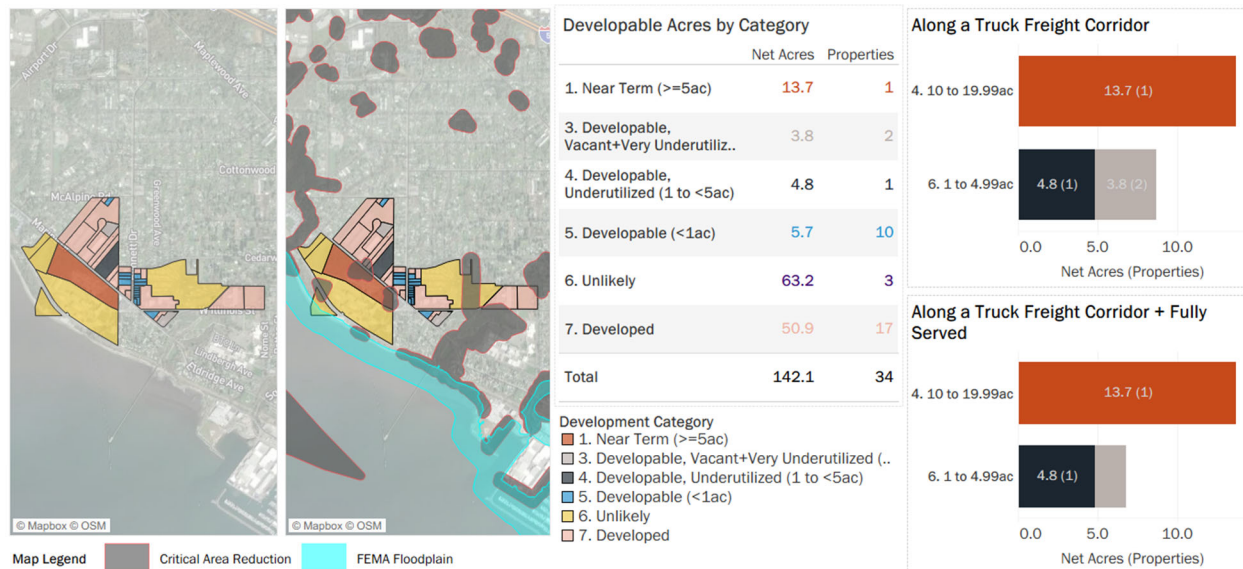 Airport Dr
Maplewood Ave
Cottonwood
McAlpine Rd
Greenwood Ave
Cedarw
W Illinois St
Lindbergh Ave
Eldridge Ave
© Mapbox © OSM
© Mapbox © OSM
Map Legend
Critical Area Reduction
FEMA Floodplain
Developable Acres by Category
Net Acres Properties
1. Near Term (>=5ac) 13.7 1
3. Developable,
Vacant+Very Underutiliz.. 3.8 2
4. Developable,
Underutilized (1 to <5ac) 4.8 1
5. Developable (<1ac) 5.7 10
6. Unlikely 63.2 3
7. Developed 50.9 17
Total 142.1 34
Development Category
1. Near Term (>=5ac)
3. Developable, Vacant+Very Underutilized (..
4. Developable, Underutilized (1 to <5ac)
5. Developable (<1ac)
6. Unlikely
7. Developed
Along a Truck Freight Corridor
4. 10 to 19.99ac 13.7 (1)
6. 1 to 4.99ac 4.8 (1) 3.8 (2)
0.0 5.0 10.0
Net Acres (Properties)
Along a Truck Freight Corridor + Fully
Served
4. 10 to 19.99ac 13.7 (1)
6. 1 to 4.99ac 4.8 (1)
0.0 5.0 10.0
Net Acres (Properties)